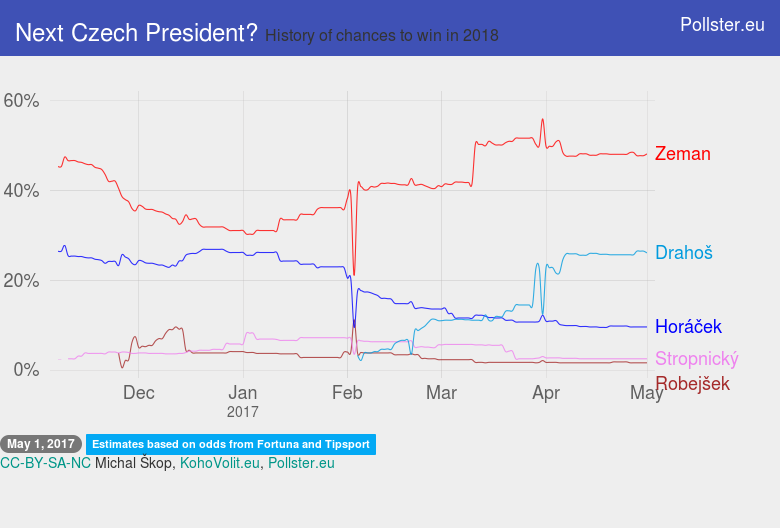 Next Czech President? History of chances to win in 2018
Pollster.eu
60%
40%
20%
0%
Zeman
Drahoš
Horáček
Stropnický
Robejšek
Dec Jan Feb Mar Apr May
2017
May 1, 2017 Estimates based on odds from Fortuna and Tipsport
CC-BY-SA-NC Michal Škop, KohoVolit.eu, Pollster.eu